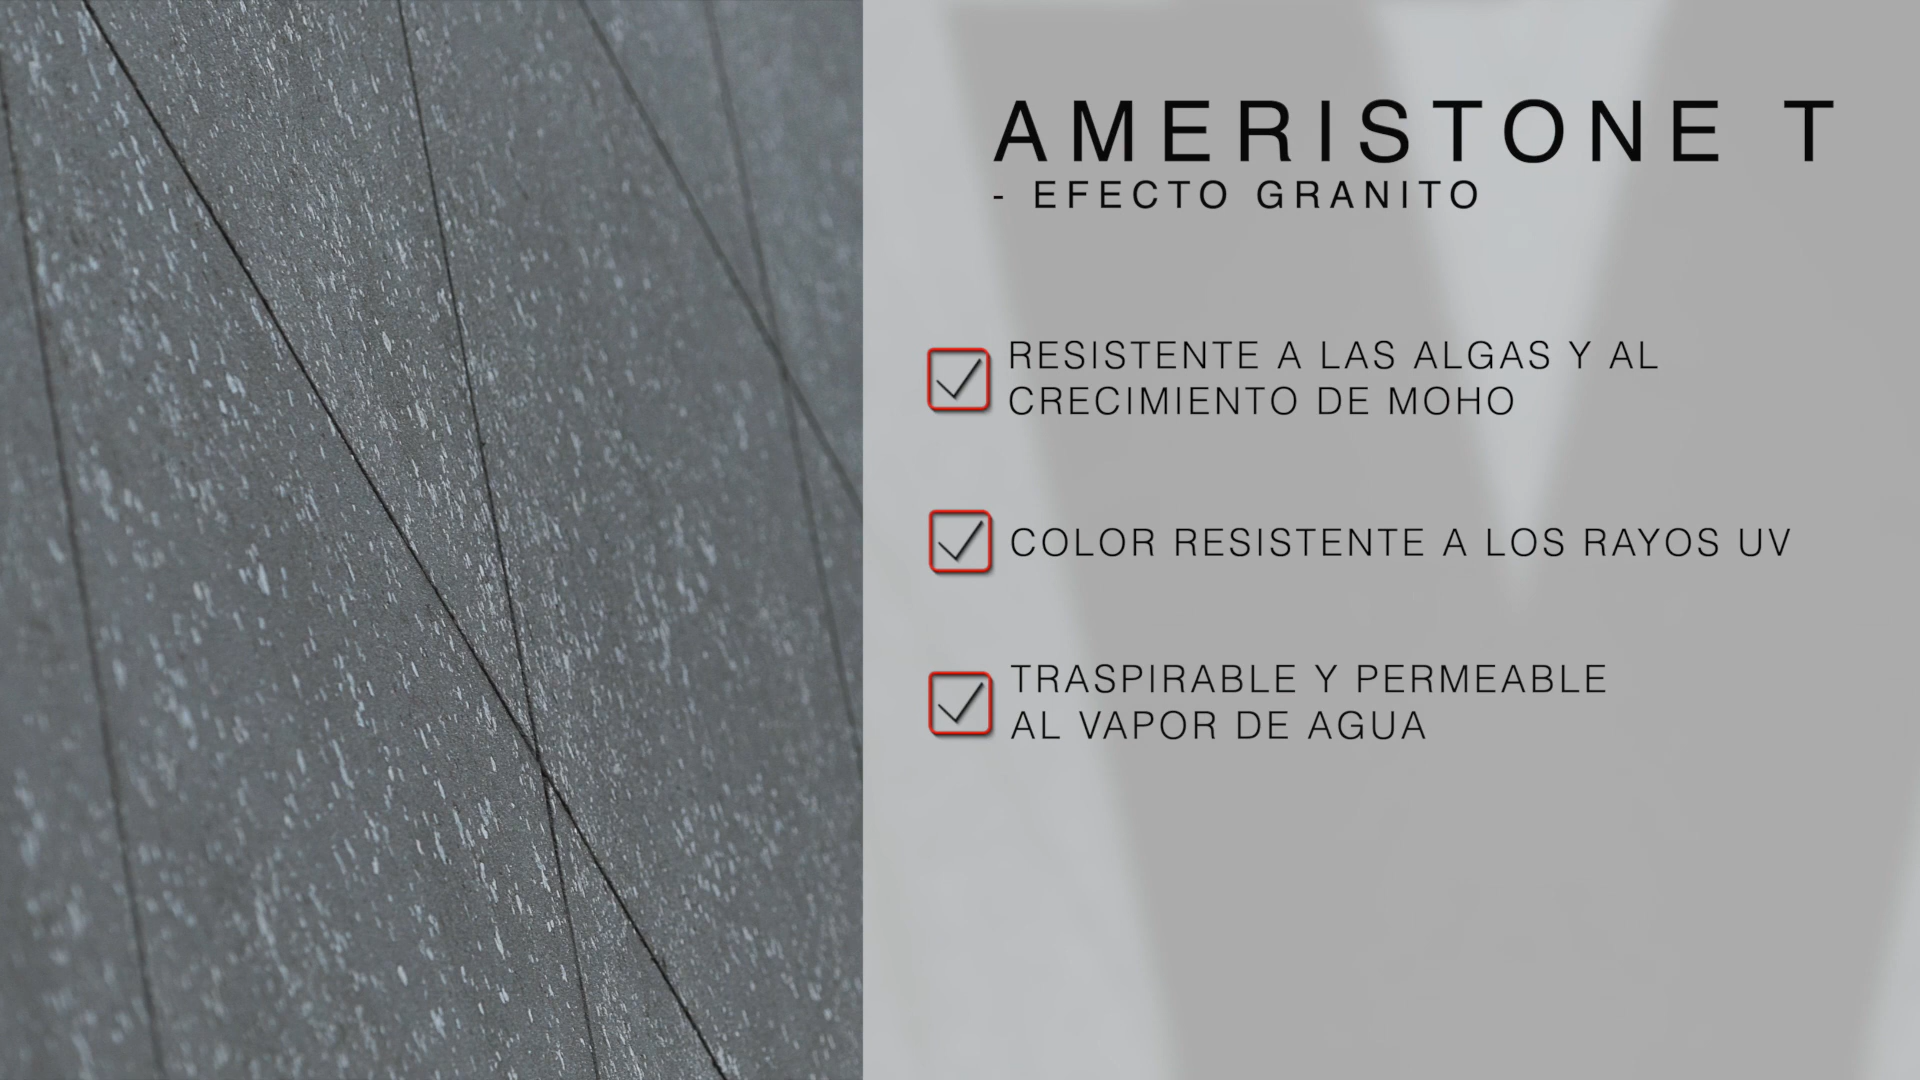 AMERISTONE T
- EFECTO GRANITO
RESISTENTE A LAS ALGAS Y AL
CRECIMIENTO DE MOHO
COLOR RESISTENTE A LOS RAYOS UV
TRASPIRABLE Y PERMEABLE
AL VAPOR DE AGUA